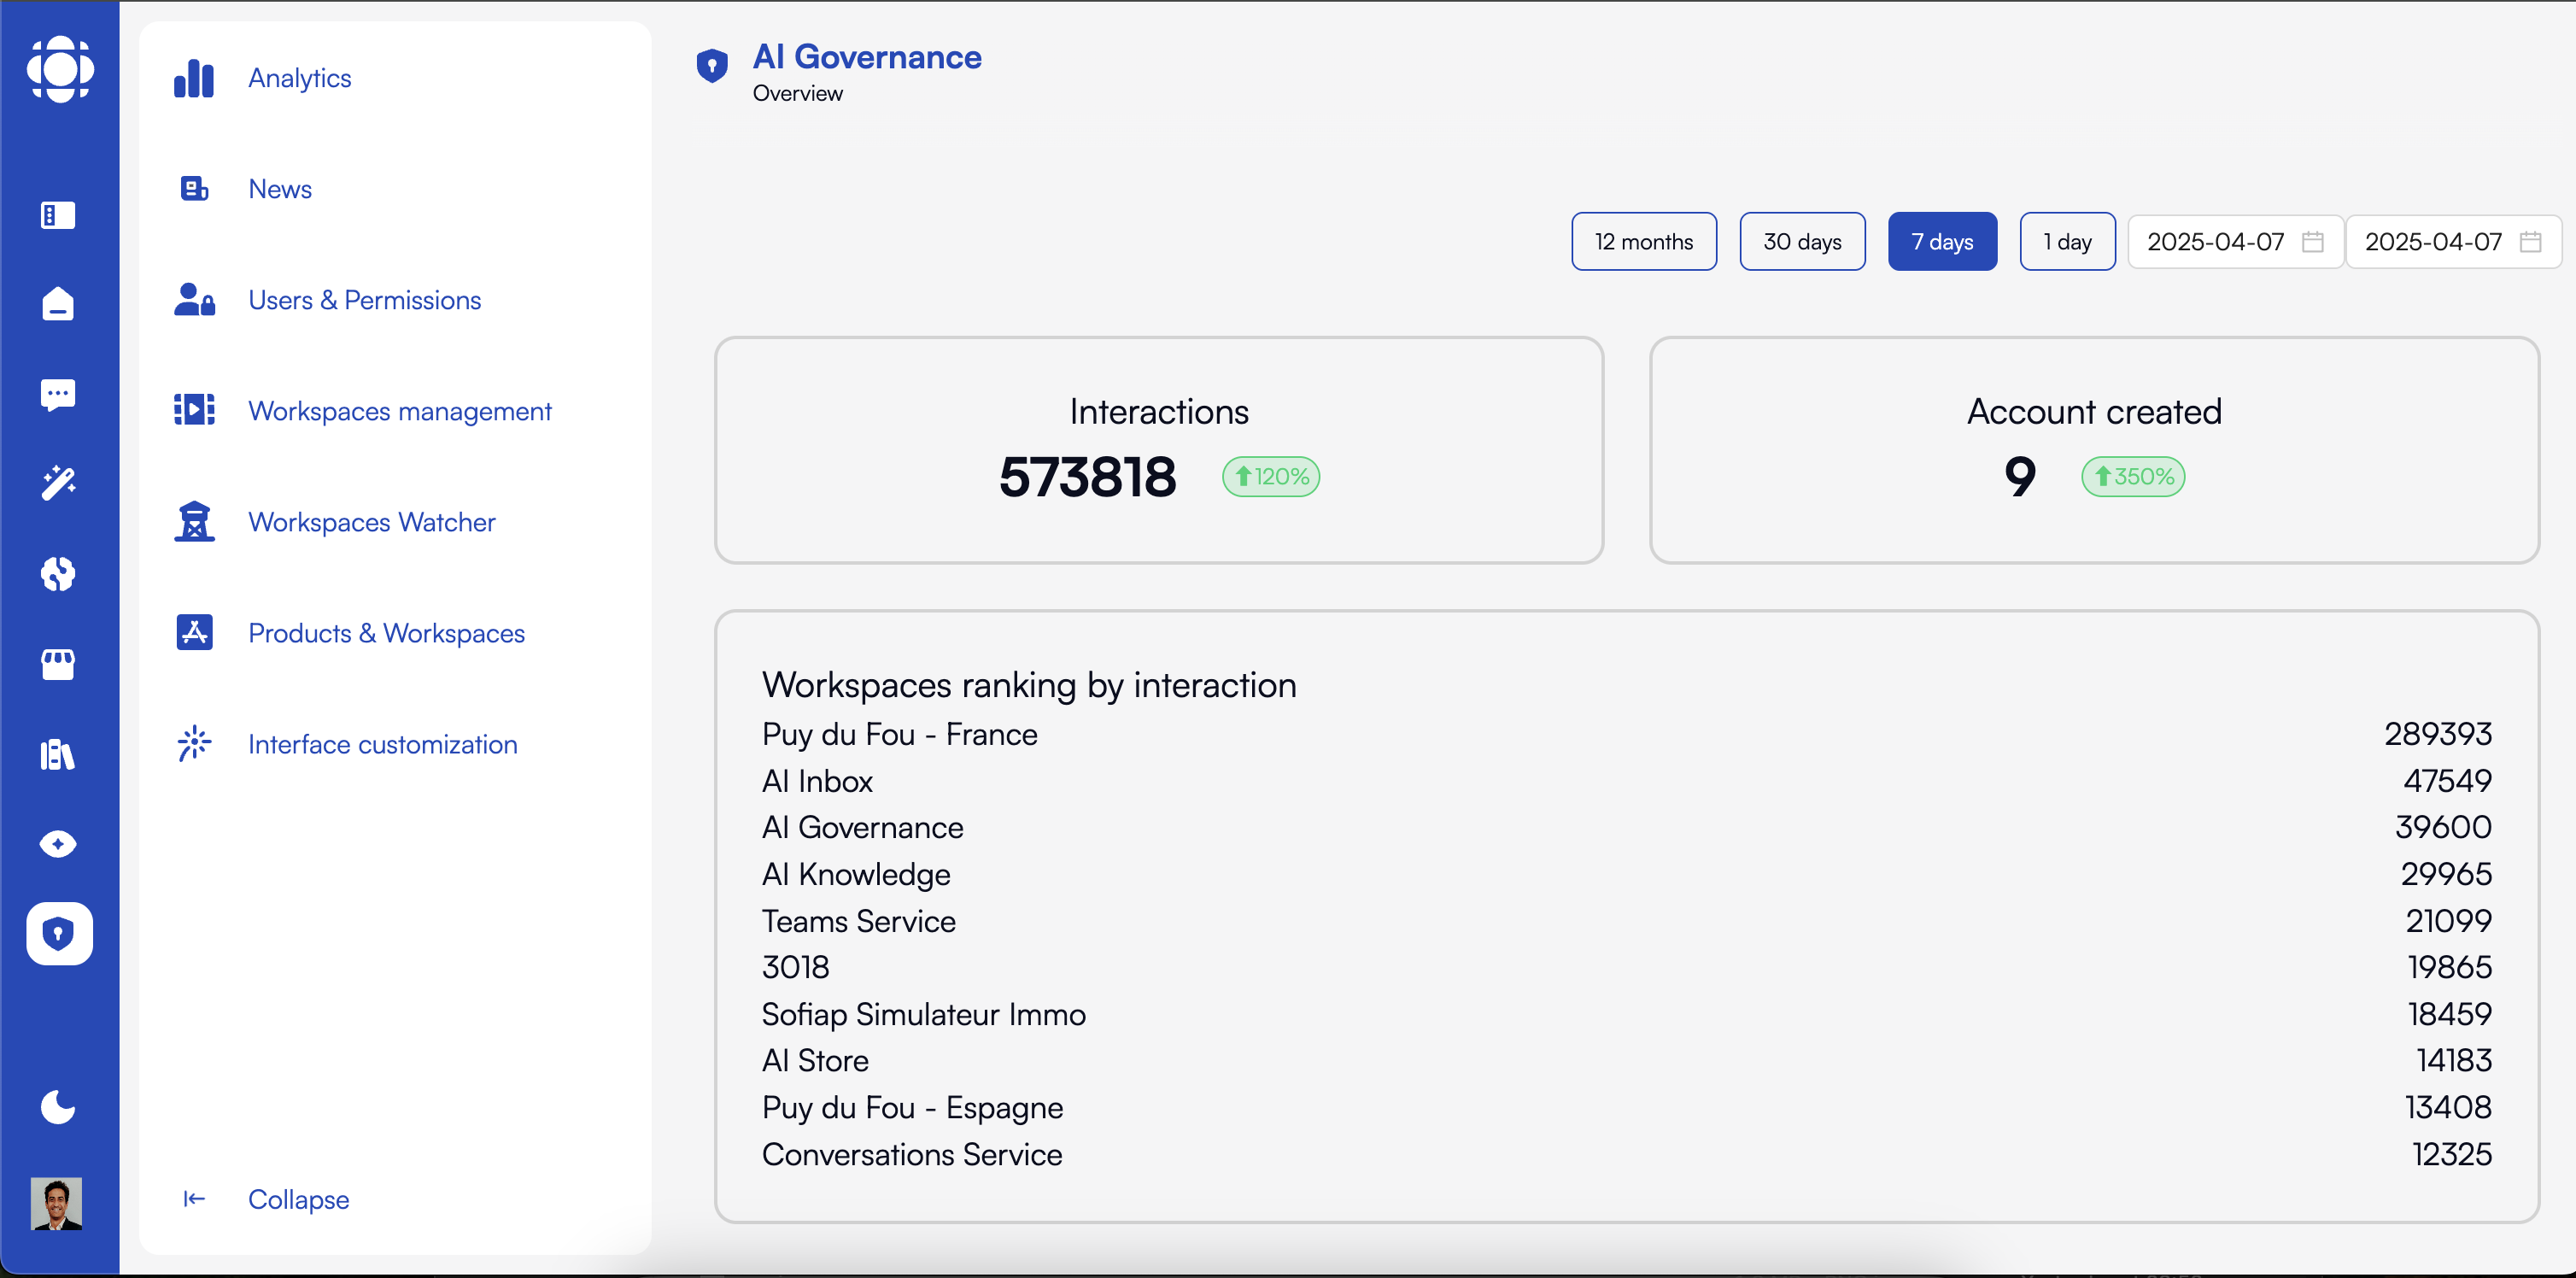 Analytics
News
Users & Permissions
Workspaces management
Workspaces Watcher
Products & Workspaces
Interface customization
Collapse
AI Governance
Overview
12 months
30 days
7 days
1 day
2025-04-07
2025-04-07
Interactions
573818
120%
Account created
9
350%
Workspaces ranking by interaction
Puy du Fou - France 289393
AI Inbox 47549
AI Governance 39600
AI Knowledge 29965
Teams Service 21099
3018 19865
Sofiap Simulateur Immo 18459
AI Store 14183
Puy du Fou - Espagne 13408
Conversations Service 12325